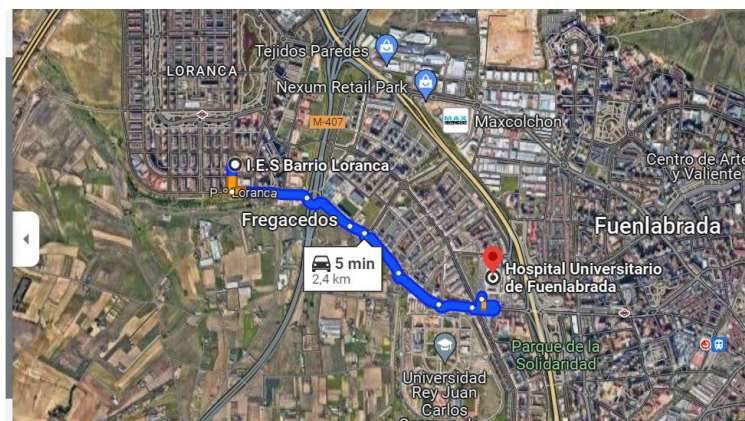 Tejidos Paredes
LORANCA
Nexum Retail Park
MAX
Maxcolchon
M-407
Centro de Arte
y Valiente
I.E.S Barrio Loranca
P.º Loranca
Fregacedos
Fuenlabrada
5 min
2,4 km
Hospital Universitario
de Fuenlabrada
Parque de la
Solidaridad
Universidad
Rey Juan
Carlos